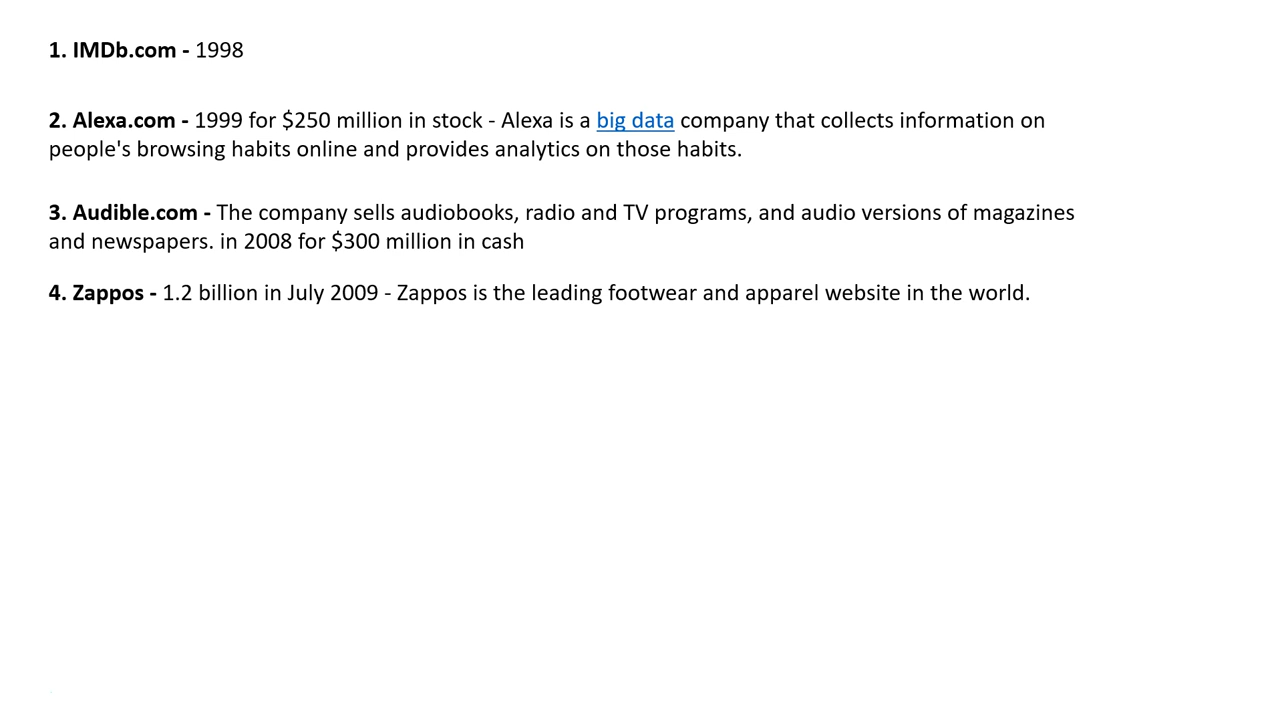 1. IMDb.com - 1998
2. Alexa.com - 1999 for $250 million in stock - Alexa is a big data company that collects information on
people's browsing habits online and provides analytics on those habits.
3. Audible.com - The company sells audiobooks, radio and TV programs, and audio versions of magazines
and newspapers. in 2008 for $300 million in cash
4. Zappos - 1.2 billion in July 2009 - Zappos is the leading footwear and apparel website in the world.